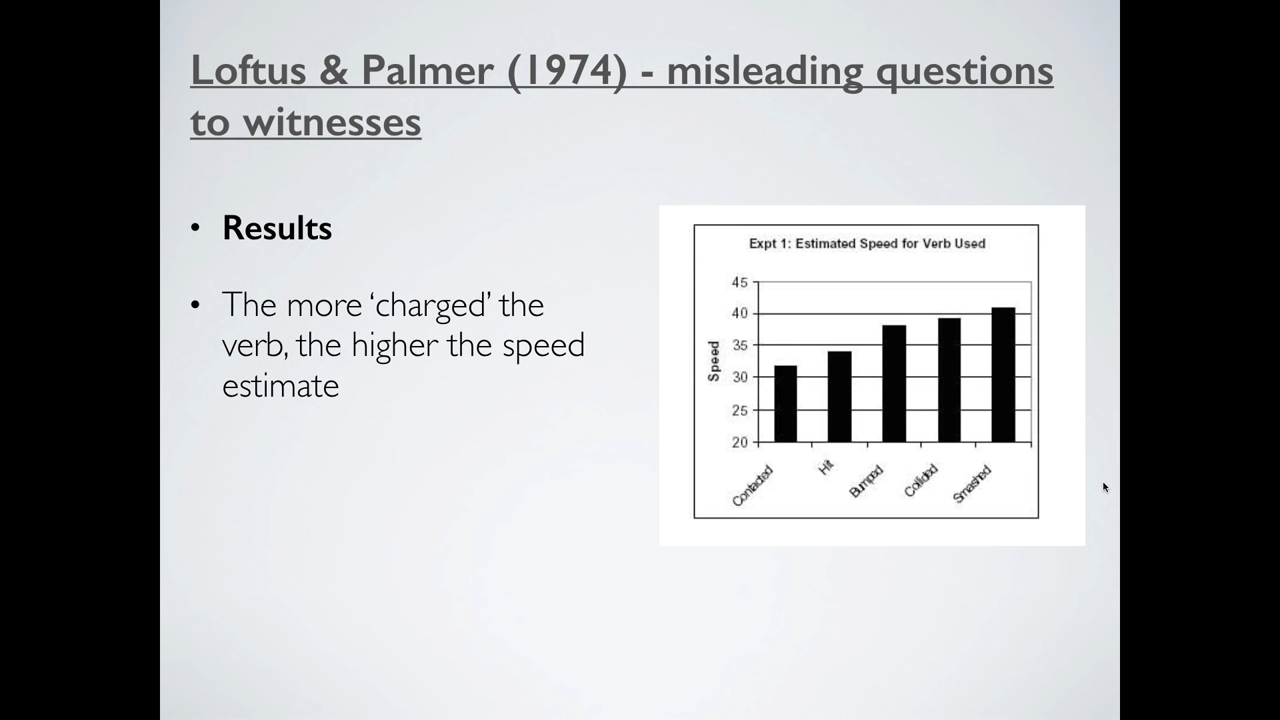 Loftus & Palmer (1974) - misleading questions
to witnesses
• Results
• The more ‘charged’ the
verb, the higher the speed
estimate
Expt 1: Estimated Speed for Verb Used
45
40
35
30
25
20
Speed
Contacted
Hit
Bumped
Collided
Smashed